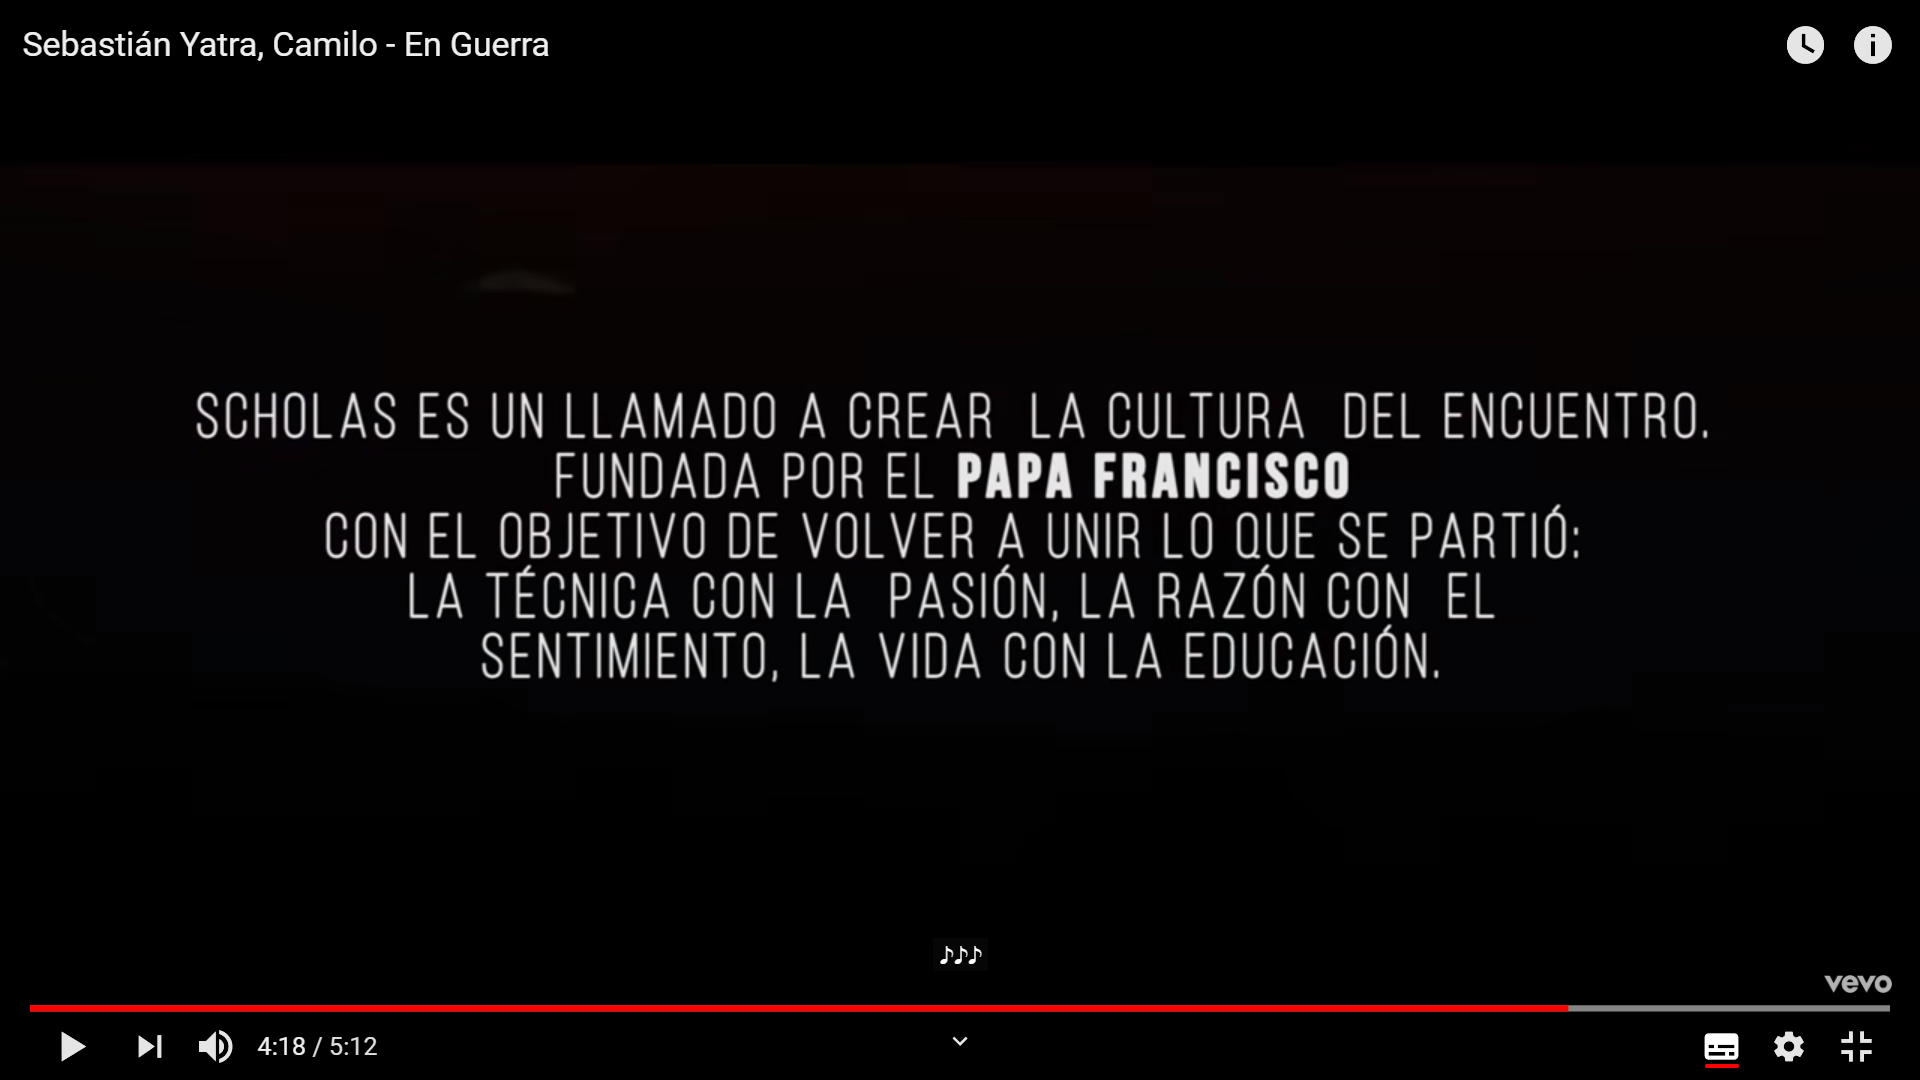 Sebastián Yatra, Camilo - En Guerra
SCHOLAS ES UN LLAMADO A CREAR LA CULTURA DEL ENCUENTRO.
FUNDADA POR EL PAPA FRANCISCO
CON EL OBJETIVO DE VOLVER A UNIR LO QUE SE PARTIÓ:
LA TÉCNICA CON LA PASIÓN, LA RAZÓN CON EL
SENTIMIENTO, LA VIDA CON LA EDUCACIÓN.
♪♪♪
vevo
4:18 / 5:12